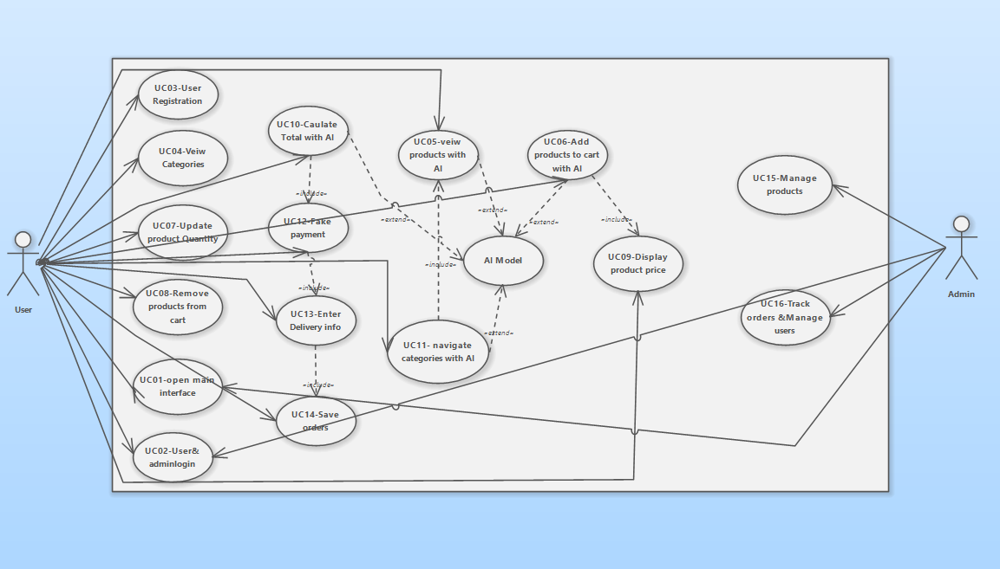 UC03-User
Registration
UC04-Veiw
Categories
UC07-Update
product Quantity
UC08-Remove
products from
cart
UC01-open main
interface
UC02-User&
adminlogin
UC10-Caulate
Total with AI
«include»
UC12-Fake
payment
«include»
UC13-Enter
Delivery info
«include»
UC14-Save
orders
UC05-veiw
products with
AI
UC06-Add
products to cart
with AI
«extend»
«extend»
«extend»
«include»
«include»
AI Model
UC09-Display
product price
UC11- navigate
categories with AI
«extend»
UC15-Manage
products
UC16-Track
orders &Manage
users
User
Admin